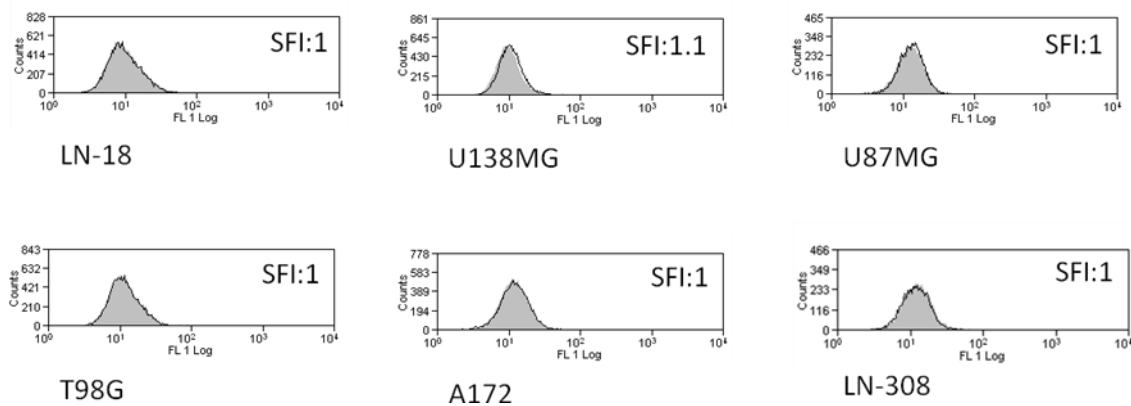 828
621
414
207
0
Counts
SFI:1
10⁰ 10¹ 10² 10³ 10⁴
FL 1 Log
LN-18
861
645
430
215
0
Counts
SFI:1.1
10⁰ 10¹ 10² 10³ 10⁴
FL 1 Log
U138MG
465
348
232
116
0
Counts
SFI:1
10⁰ 10¹ 10² 10³ 10⁴
FL 1 Log
U87MG
843
632
421
210
0
Counts
SFI:1
10⁰ 10¹ 10² 10³ 10⁴
FL 1 Log
T98G
778
583
389
194
0
Counts
SFI:1
10⁰ 10¹ 10² 10³ 10⁴
FL 1 Log
A172
466
349
233
116
0
Counts
SFI:1
10⁰ 10¹ 10² 10³ 10⁴
FL 1 Log
LN-308